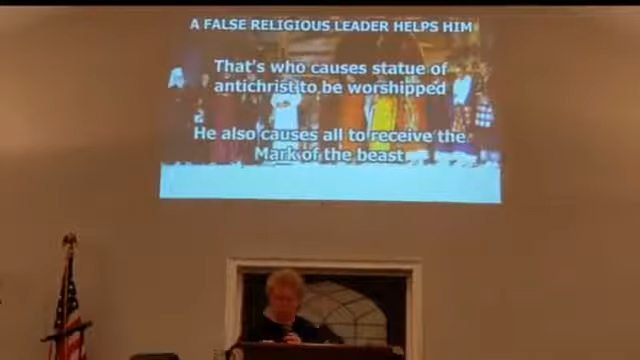 A FALSE RELIGIOUS LEADER HELPS HIM
That's who causes statue of
antichrist to be worshipped
He also causes all to receive the
Mark of the beast